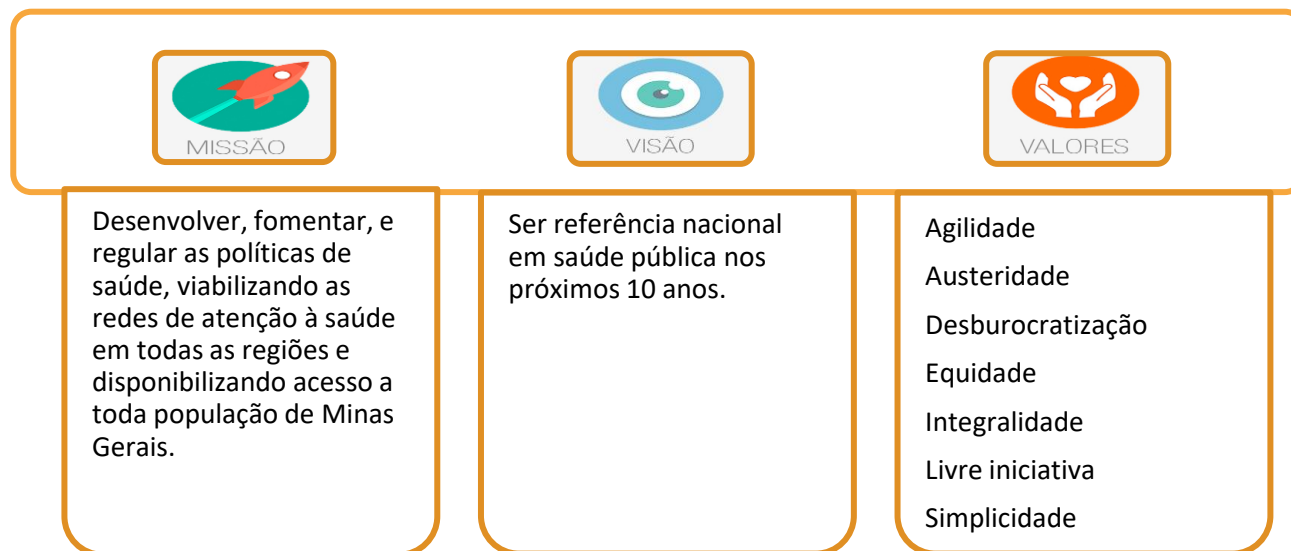 MISSÃO
Desenvolver, fomentar, e
regular as políticas de
saúde, viabilizando as
redes de atenção à saúde
em todas as regiões e
disponibilizando acesso a
toda população de Minas
Gerais.
VISÃO
Ser referência nacional
em saúde pública nos
próximos 10 anos.
VALORES
Agilidade
Austeridade
Desburocratização
Equidade
Integralidade
Livre iniciativa
Simplicidade